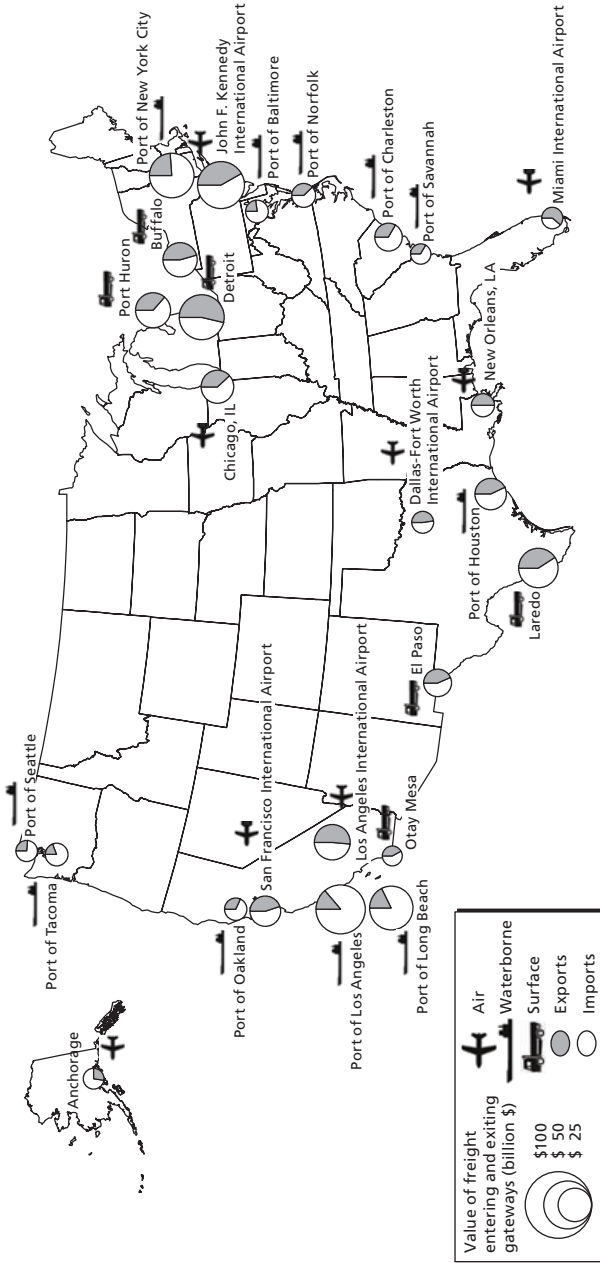 Port of Seattle
Port of Tacoma
Anchorage
Port of Oakland
San Francisco International Airport
Port of Los Angeles
Los Angeles International Airport
Port of Long Beach
Otay Mesa
El Paso
Laredo
Port of Houston
Dallas-Fort Worth
International Airport
New Orleans, LA
Chicago, IL
Port Huron
Detroit
Buffalo
Port of New York City
John F. Kennedy
International Airport
Port of Baltimore
Port of Norfolk
Port of Charleston
Port of Savannah
Miami International Airport
Value of freight
entering and exiting
gateways (billion $)
$100
$ 50
$ 25
Air
Waterborne
Surface
Exports
Imports